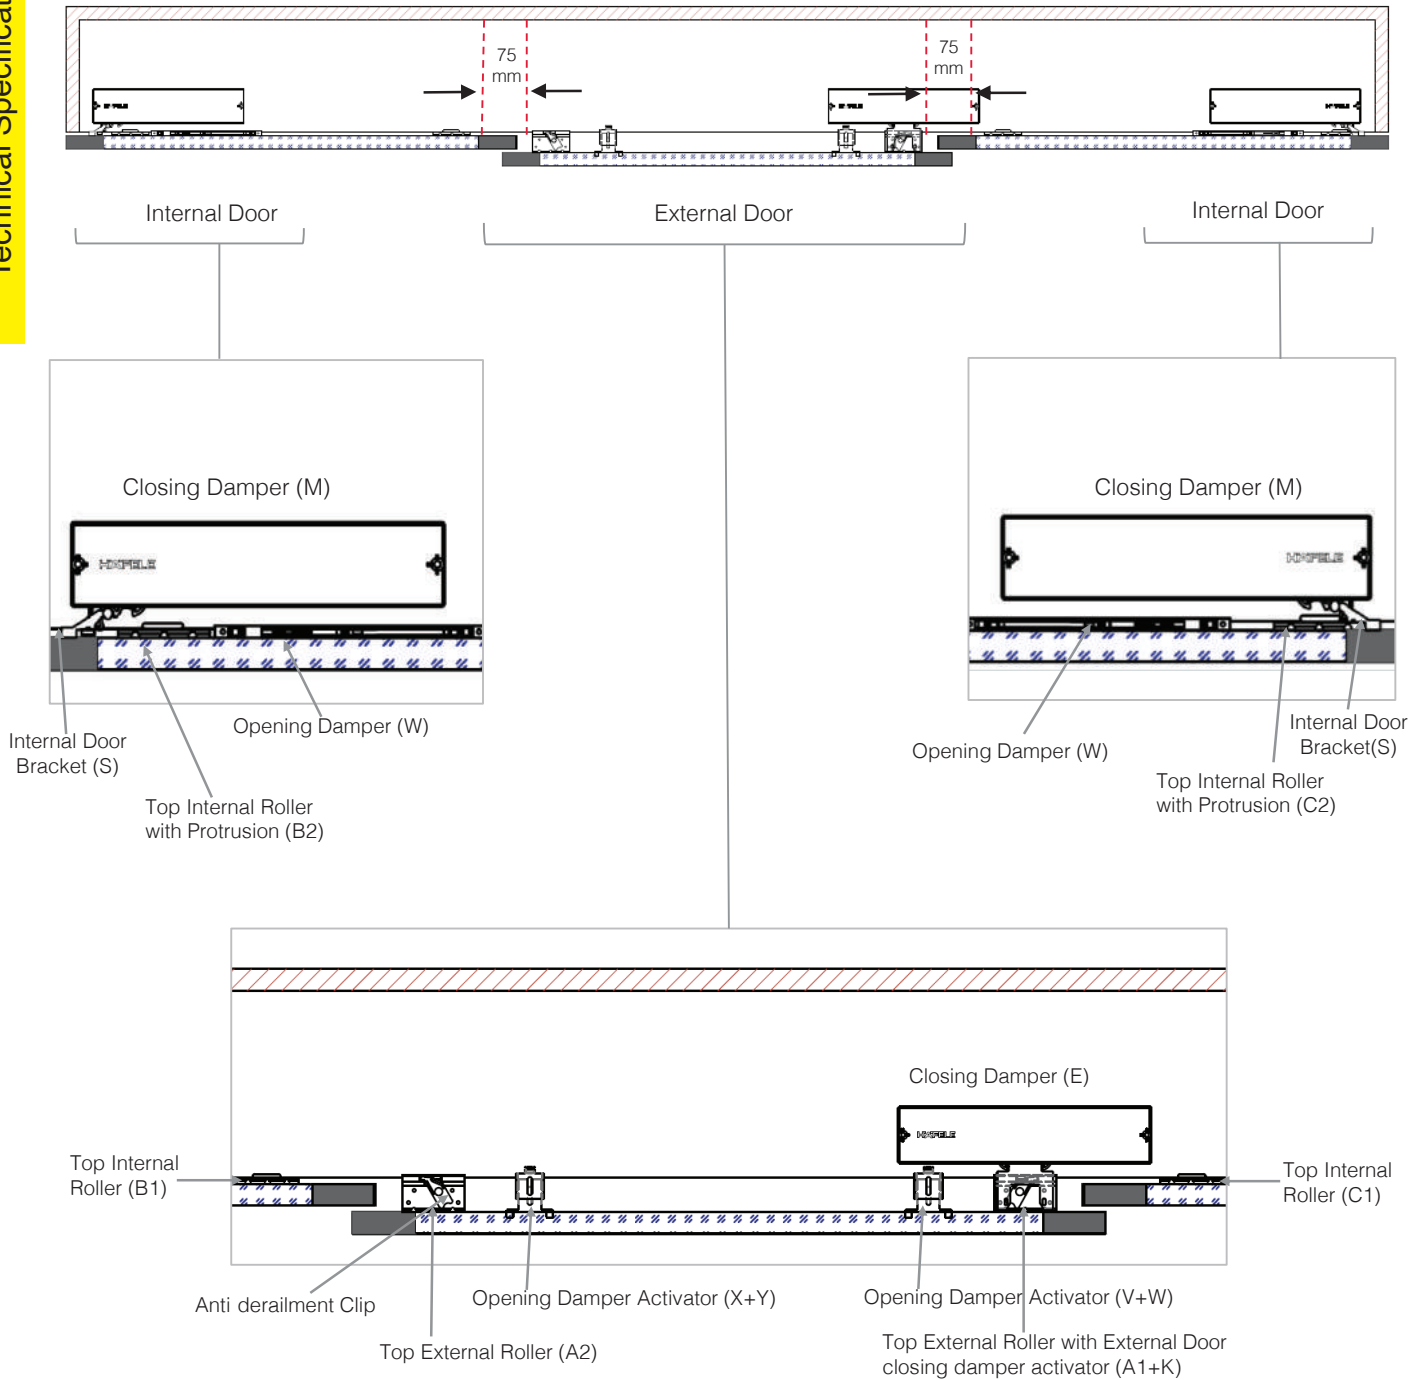 Technical Specificat
75
mm
75
mm
Internal Door
External Door
Internal Door
Closing Damper (M)
HÄFELE
Closing Damper (M)
HÄFELE
Internal Door
Bracket (S)
Opening Damper (W)
Top Internal Roller
with Protrusion (B2)
Opening Damper (W)
Internal Door
Bracket(S)
Top Internal Roller
with Protrusion (C2)
Closing Damper (E)
HÄFELE
Top Internal
Roller (B1)
Top Internal
Roller (C1)
Anti derailment Clip
Opening Damper Activator (X+Y)
Opening Damper Activator (V+W)
Top External Roller (A2)
Top External Roller with External Door
closing damper activator (A1+K)